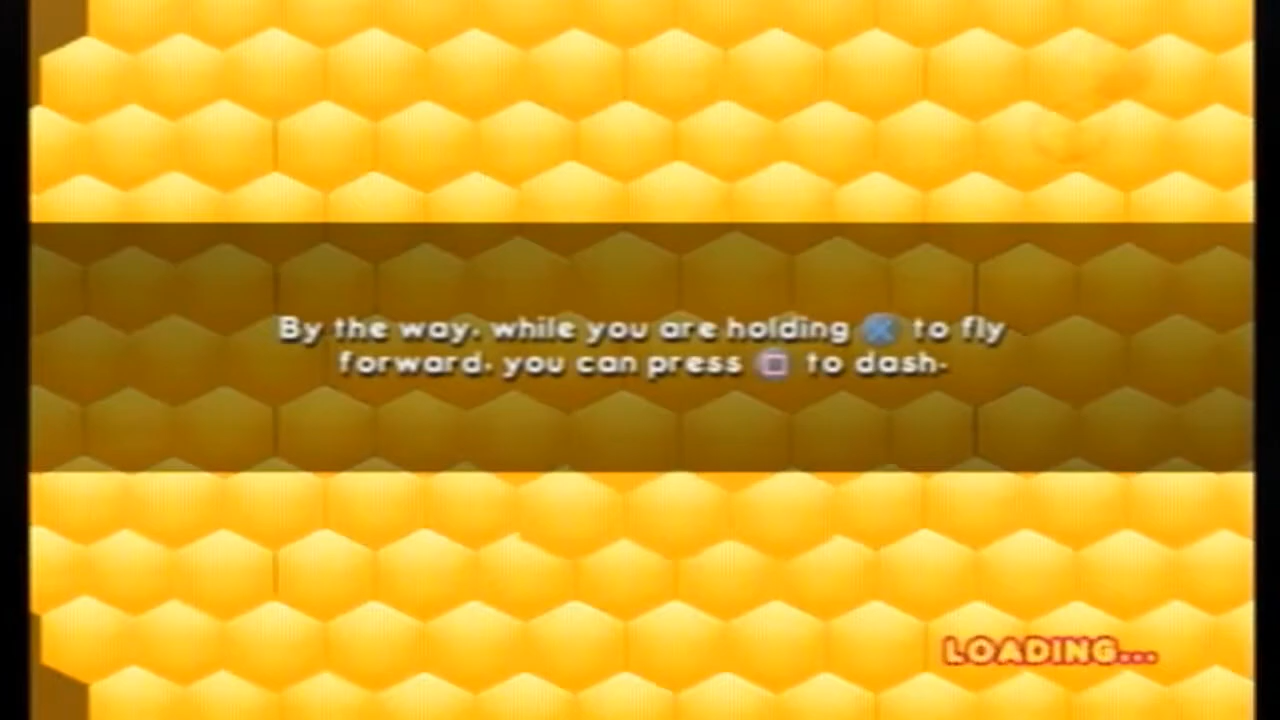 By the way, while you are holding to fly
forward, you can press to dash.
LOADING...